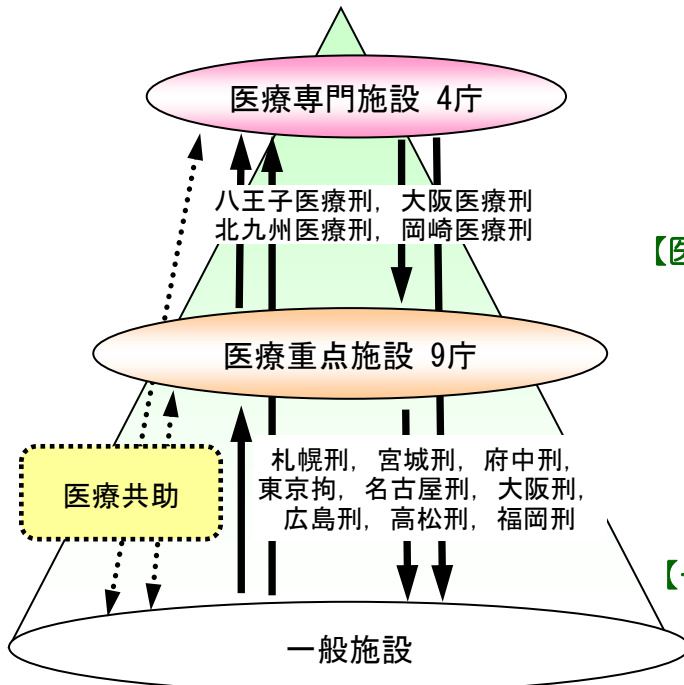 医療専門施設 4庁
八王子医療刑，大阪医療刑
北九州医療刑，岡崎医療刑
【医
医療重点施設 9庁
札幌刑，宮城刑，府中刑，
東京拘，名古屋刑，大阪刑，
広島刑，高松刑，福岡刑
医療共助
一般施設